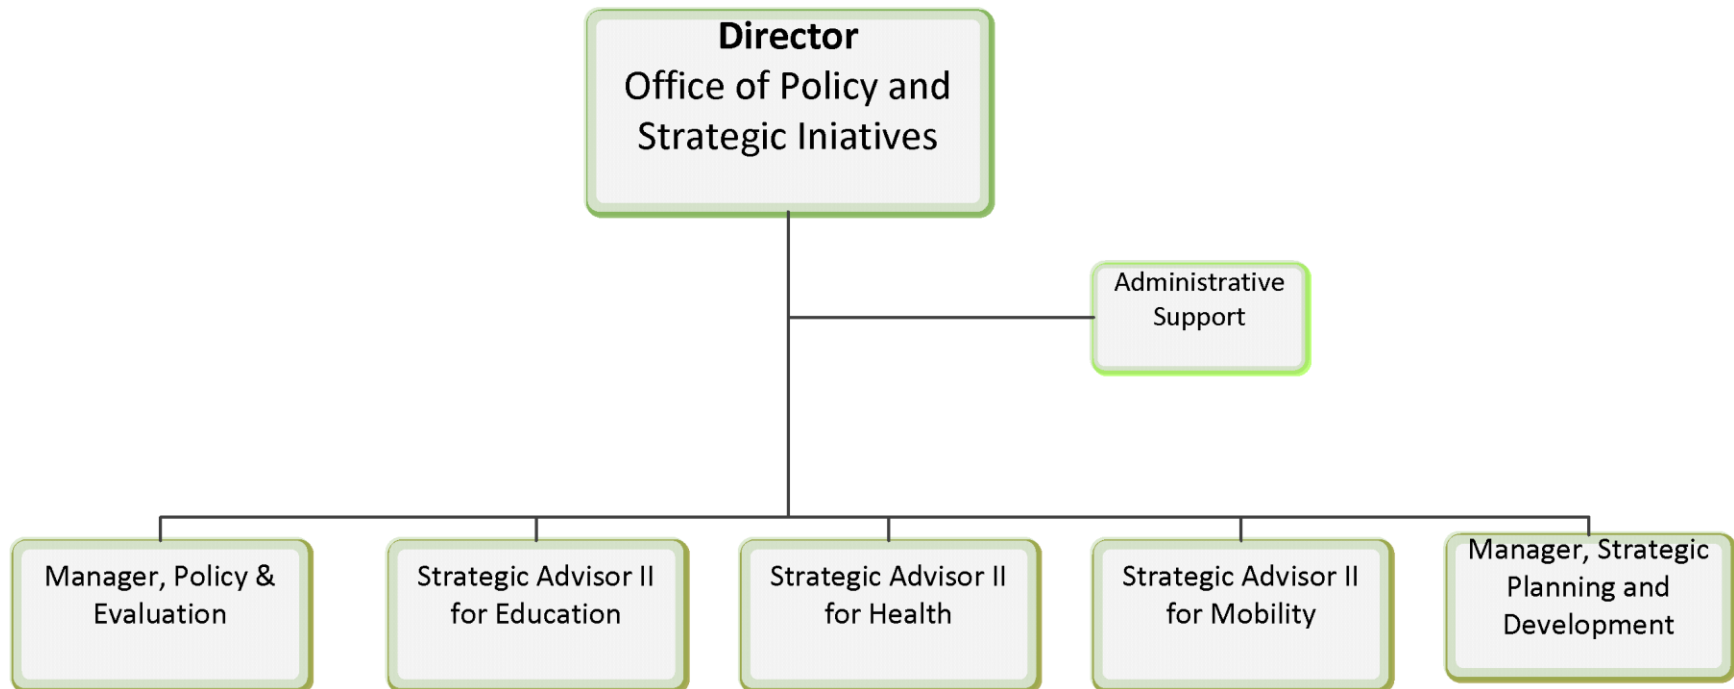 Director
Office of Policy and
Strategic Iniatives
Administrative
Support
Manager, Policy &
Evaluation
Strategic Advisor II
for Education
Strategic Advisor II
for Health
Strategic Advisor II
for Mobility
Manager, Strategic
Planning and
Development